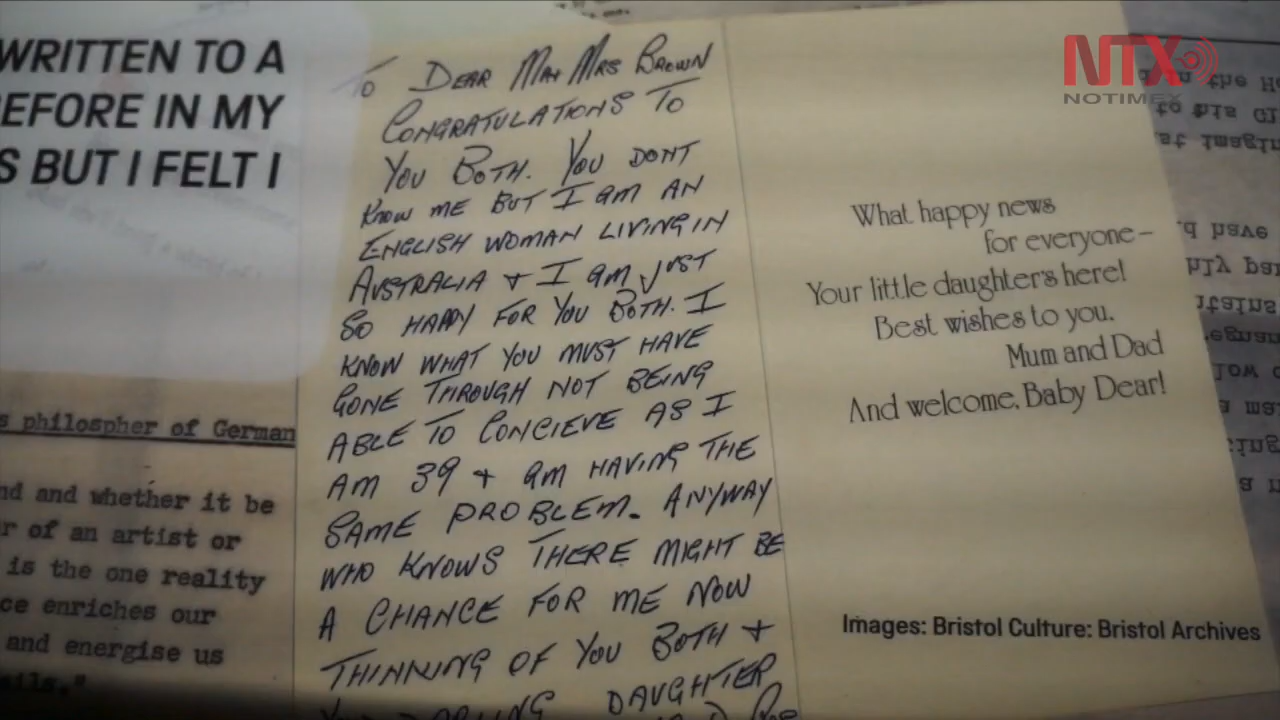 WRITTEN TO A
EFORE IN MY
S BUT I FELT I
s philospher of German
nd and whether it be
r of an artist or
is the one reality
ce enriches our
and energise us
TO DEAR MR+ MRS BROWN
CONGRATULATIONS TO
YOU BOTH. YOU DONT
KNOW ME BUT I AM AN
ENGLISH WOMAN LIVING IN
AUSTRALIA + I AM JUST
SO HAPPY FOR YOU BOTH. I
KNOW WHAT YOU MUST HAVE
GONE THROUGH NOT BEING
ABLE TO CONCIEVE AS I
AM 39 + AM HAVING THE
SAME PROBLEM. ANYWAY
WHO KNOWS THERE MIGHT BE
A CHANCE FOR ME NOW
THINKING OF YOU BOTH +
DAUGHTER
What happy news
for everyone –
Your little daughter's here!
Best wishes to you,
Mum and Dad
And welcome, Baby Dear!
Images: Bristol Culture: Bristol Archives
NTX
NOTIMEX
in the
to this
imagin
have